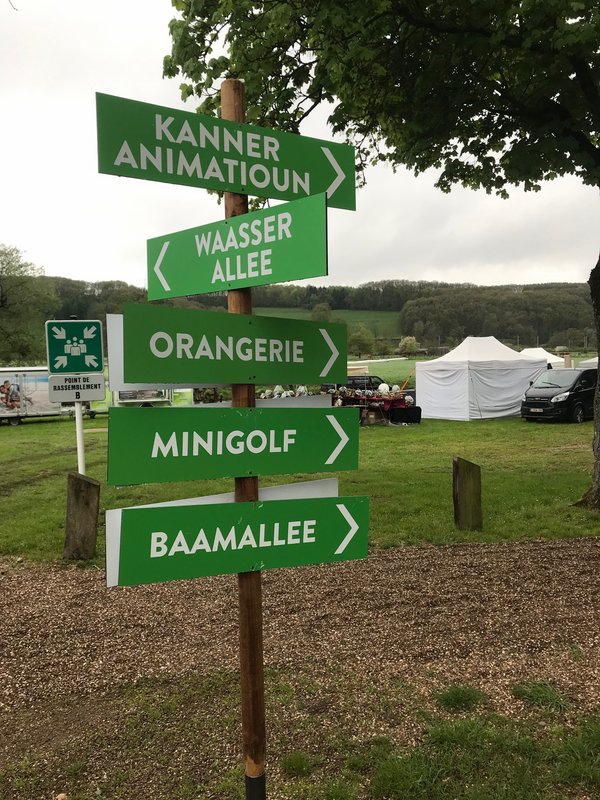 KANNER
ANIMATIOUN
WAASSER
ALLEE
ORANGERIE
MINIGOLF
BAAMALLEE
POINT DE
RASSEMBLEMENT
B